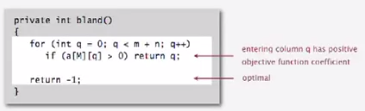 private int bland()
{
for (int q = 0; q < m + n; q++)
if (a[M][q] > 0) return q;
entering column q has positive
objective function coefficient
return -1;
optimal
}